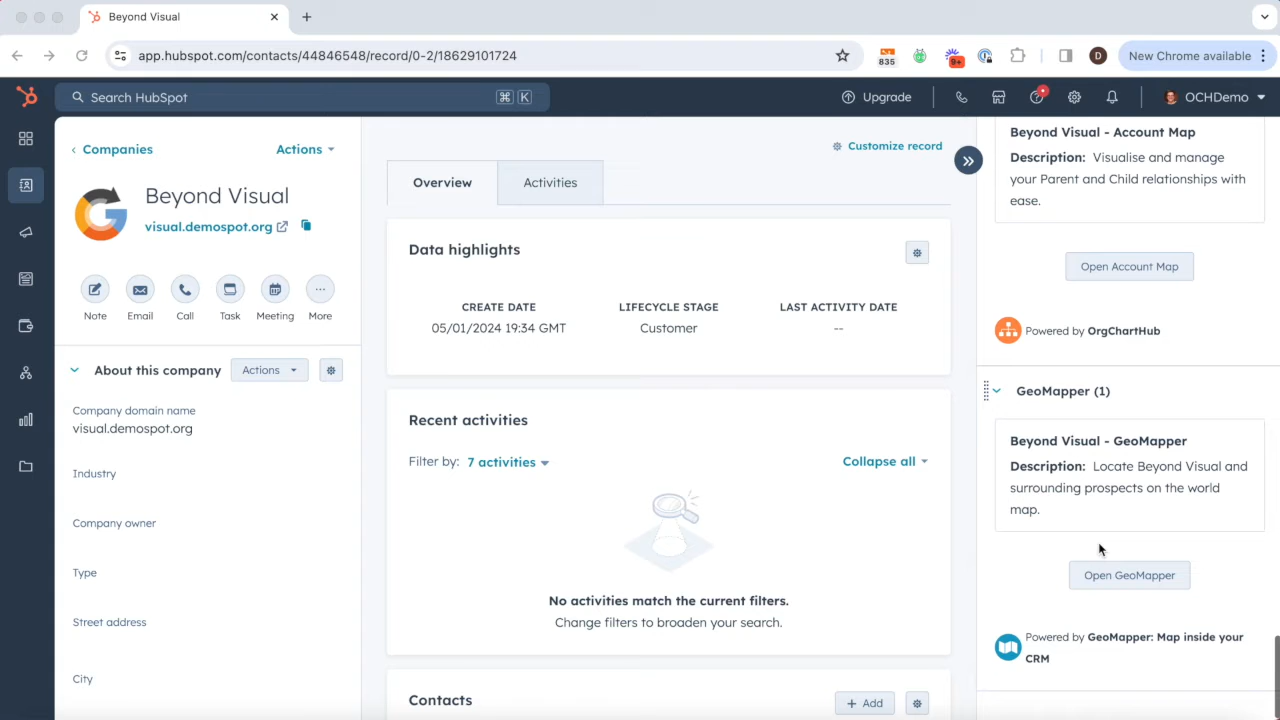 Beyond Visual
app.hubspot.com/contacts/44846548/record/0-2/18629101724
835
9+
D
New Chrome available
Search HubSpot
⌘ K
Upgrade
OCHDemo
Companies
Actions
Beyond Visual
visual.demospot.org
Note
Email
Call
Task
Meeting
More
About this company
Actions
Company domain name
visual.demospot.org
Industry
Company owner
Type
Street address
City
Customize record
Overview
Activities
Data highlights
CREATE DATE
05/01/2024 19:34 GMT
LIFECYCLE STAGE
Customer
LAST ACTIVITY DATE
--
Recent activities
Filter by: 7 activities
Collapse all
No activities match the current filters.
Change filters to broaden your search.
Contacts
+ Add
Beyond Visual - Account Map
Description: Visualise and manage
your Parent and Child relationships with
ease.
Open Account Map
Powered by OrgChartHub
GeoMapper (1)
Beyond Visual - GeoMapper
Description: Locate Beyond Visual and
surrounding prospects on the world
map.
Open GeoMapper
Powered by GeoMapper: Map inside your
CRM